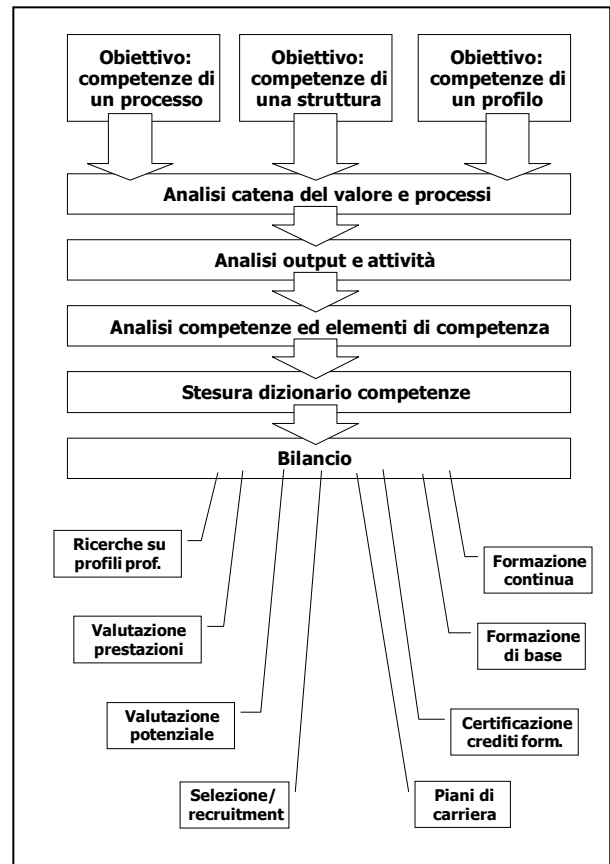 Obiettivo:
competenze di
un processo
Obiettivo:
competenze di
una struttura
Obiettivo:
competenze di
un profilo
Analisi catena del valore e processi
Analisi output e attività
Analisi competenze ed elementi di competenza
Stesura dizionario competenze
Bilancio
Ricerche su
profili prof.
Valutazione
prestazioni
Valutazione
potenziale
Selezione/
recruitment
Formazione
continua
Formazione
di base
Certificazione
crediti form.
Piani di
carriera